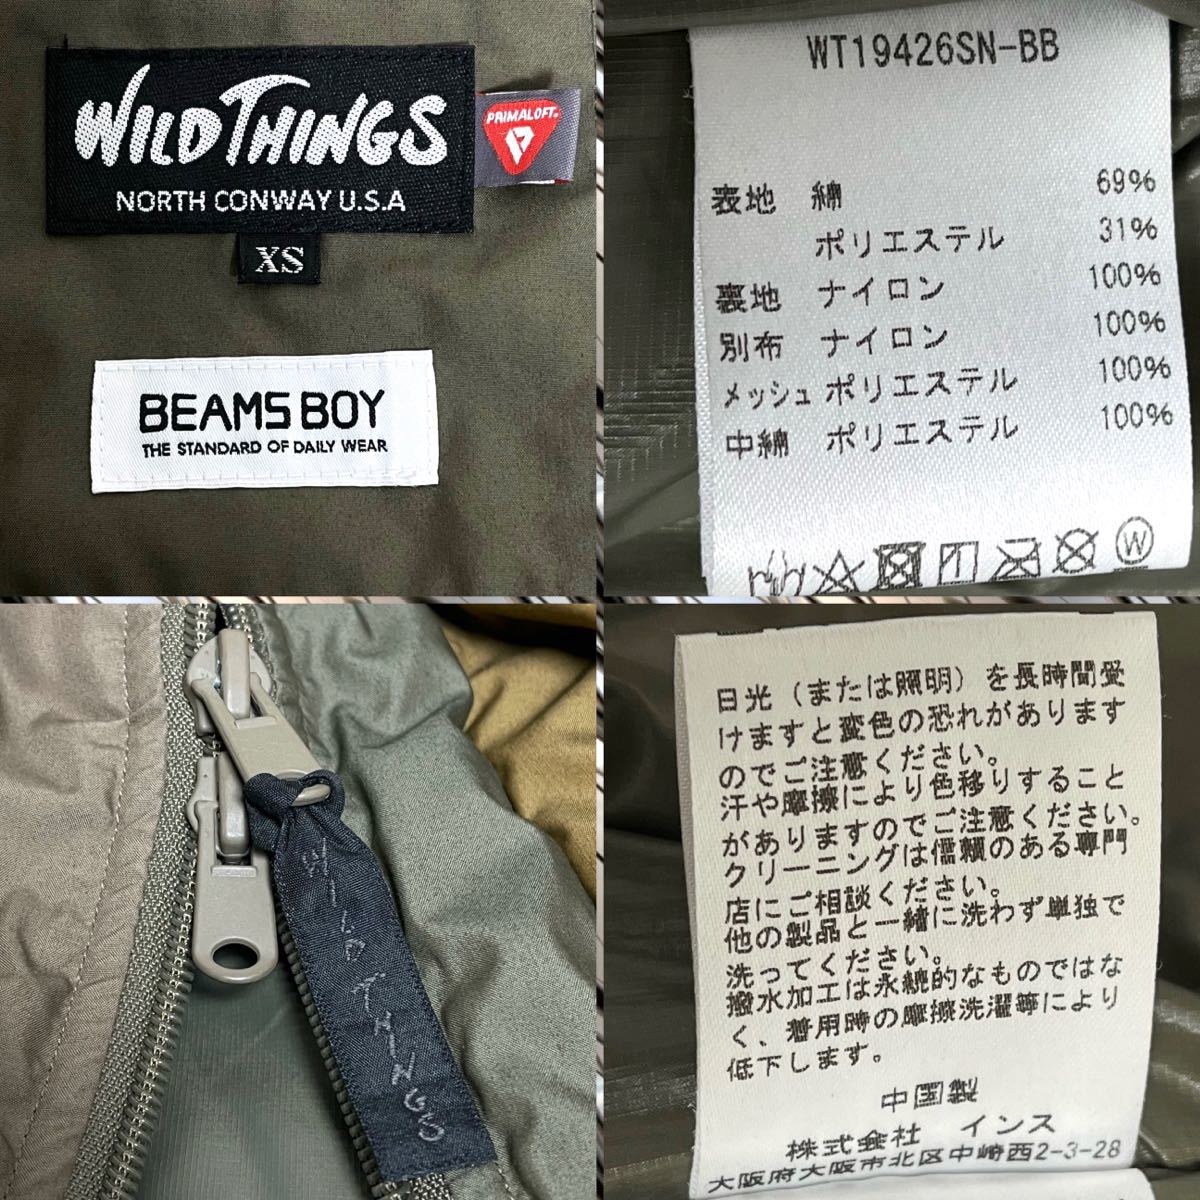 WILD THINGS
NORTH CONWAY U.S.A
PRIMALOFT®
XS
BEAMS BOY
THE STANDARD OF DAILY WEAR
WT19426SN-BB
表地 綿 69%
ポリエステル 31%
裏地 ナイロン 100%
別布 ナイロン 100%
メッシュ ポリエステル 100%
中綿 ポリエステル 100%
W
WILD THINGS
日光（または照明）を長時間受
けますと変色の恐れがあります
のでご注意ください。
汗や摩擦により色移りすること
がありますのでご注意ください。
クリーニングは信頼のある専門
店にご相談ください。
他の製品と一緒に洗わず単独で
洗ってください。
撥水加工は永続的なものではな
く、着用時の摩擦洗濯等により
低下します。
中国製
株式会社 インス
大阪府大阪市北区中崎西2-3-28